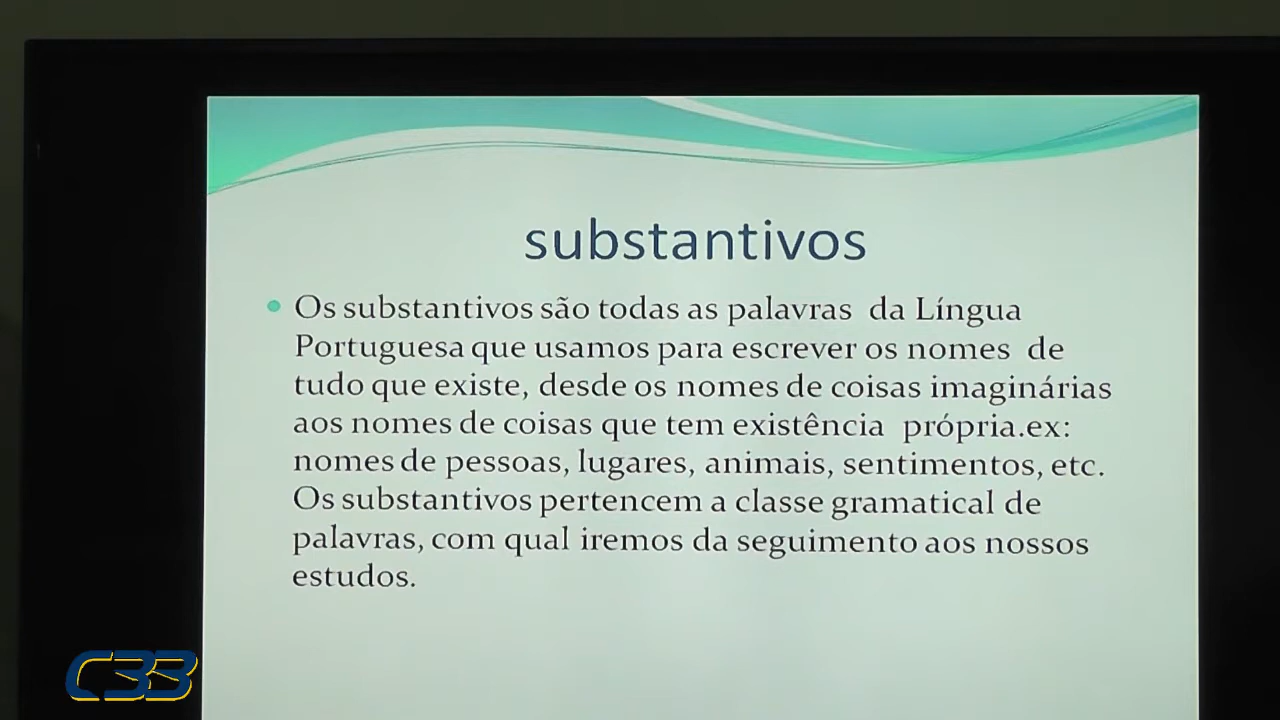 substantivos
Os substantivos são todas as palavras da Língua
Portuguesa que usamos para escrever os nomes de
tudo que existe, desde os nomes de coisas imaginárias
aos nomes de coisas que tem existência própria.ex:
nomes de pessoas, lugares, animais, sentimentos, etc.
Os substantivos pertencem a classe gramatical de
palavras, com qual iremos da seguimento aos nossos
estudos.
C33